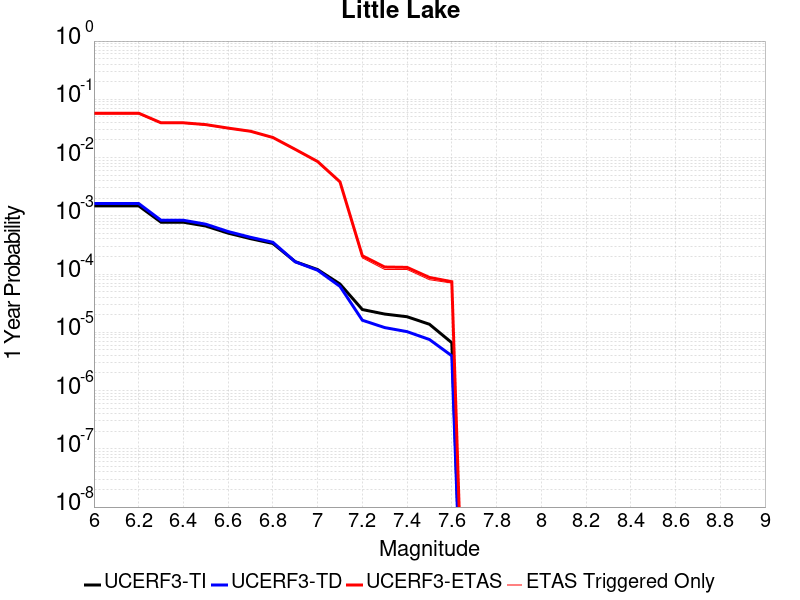 Little Lake
10^0
10^-1
10^-2
10^-3
10^-4
10^-5
10^-6
10^-7
10^-8
1 Year Probability
6 6.2 6.4 6.6 6.8 7 7.2 7.4 7.6 7.8 8 8.2 8.4 8.6 8.8 9
Magnitude
UCERF3-TI UCERF3-TD UCERF3-ETAS ETAS Triggered Only